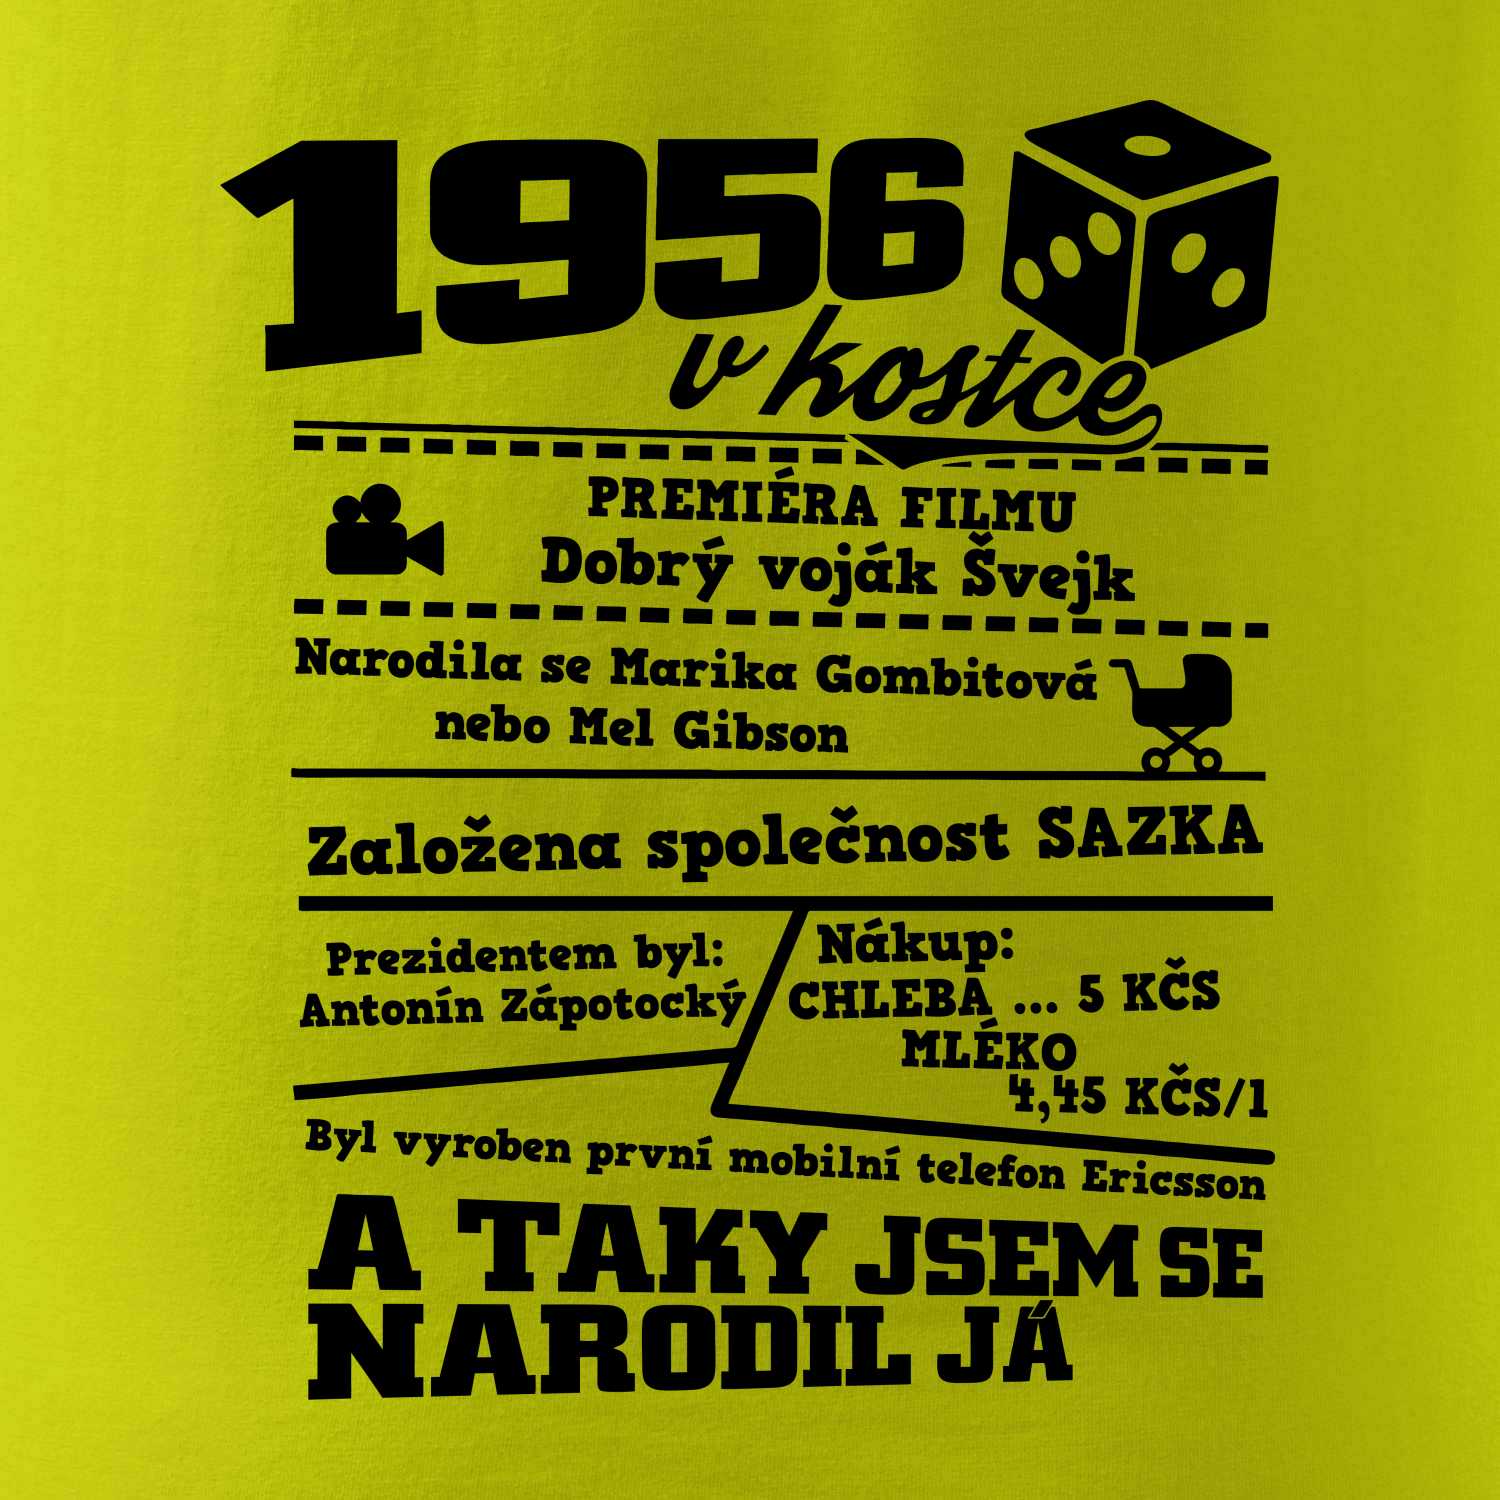 1956
v kostce
PREMIÉRA FILMU
Dobrý voják Švejk
Narodila se Marika Gombitová
nebo Mel Gibson
Založena společnost SAZKA
Prezidentem byl:
Antonín Zápotocký
Nákup:
CHLEBA ... 5 KČS
MLÉKO
4,45 KČS/l
Byl vyroben první mobilní telefon Ericsson
A TAKY JSEM SE
NARODIL JÁ